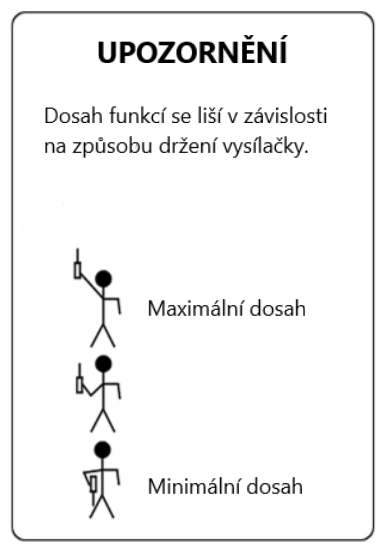 UPOZORNĚNÍ
Dosah funkcí se liší v závislosti
na způsobu držení vysílačky.
Maximální dosah
Minimální dosah